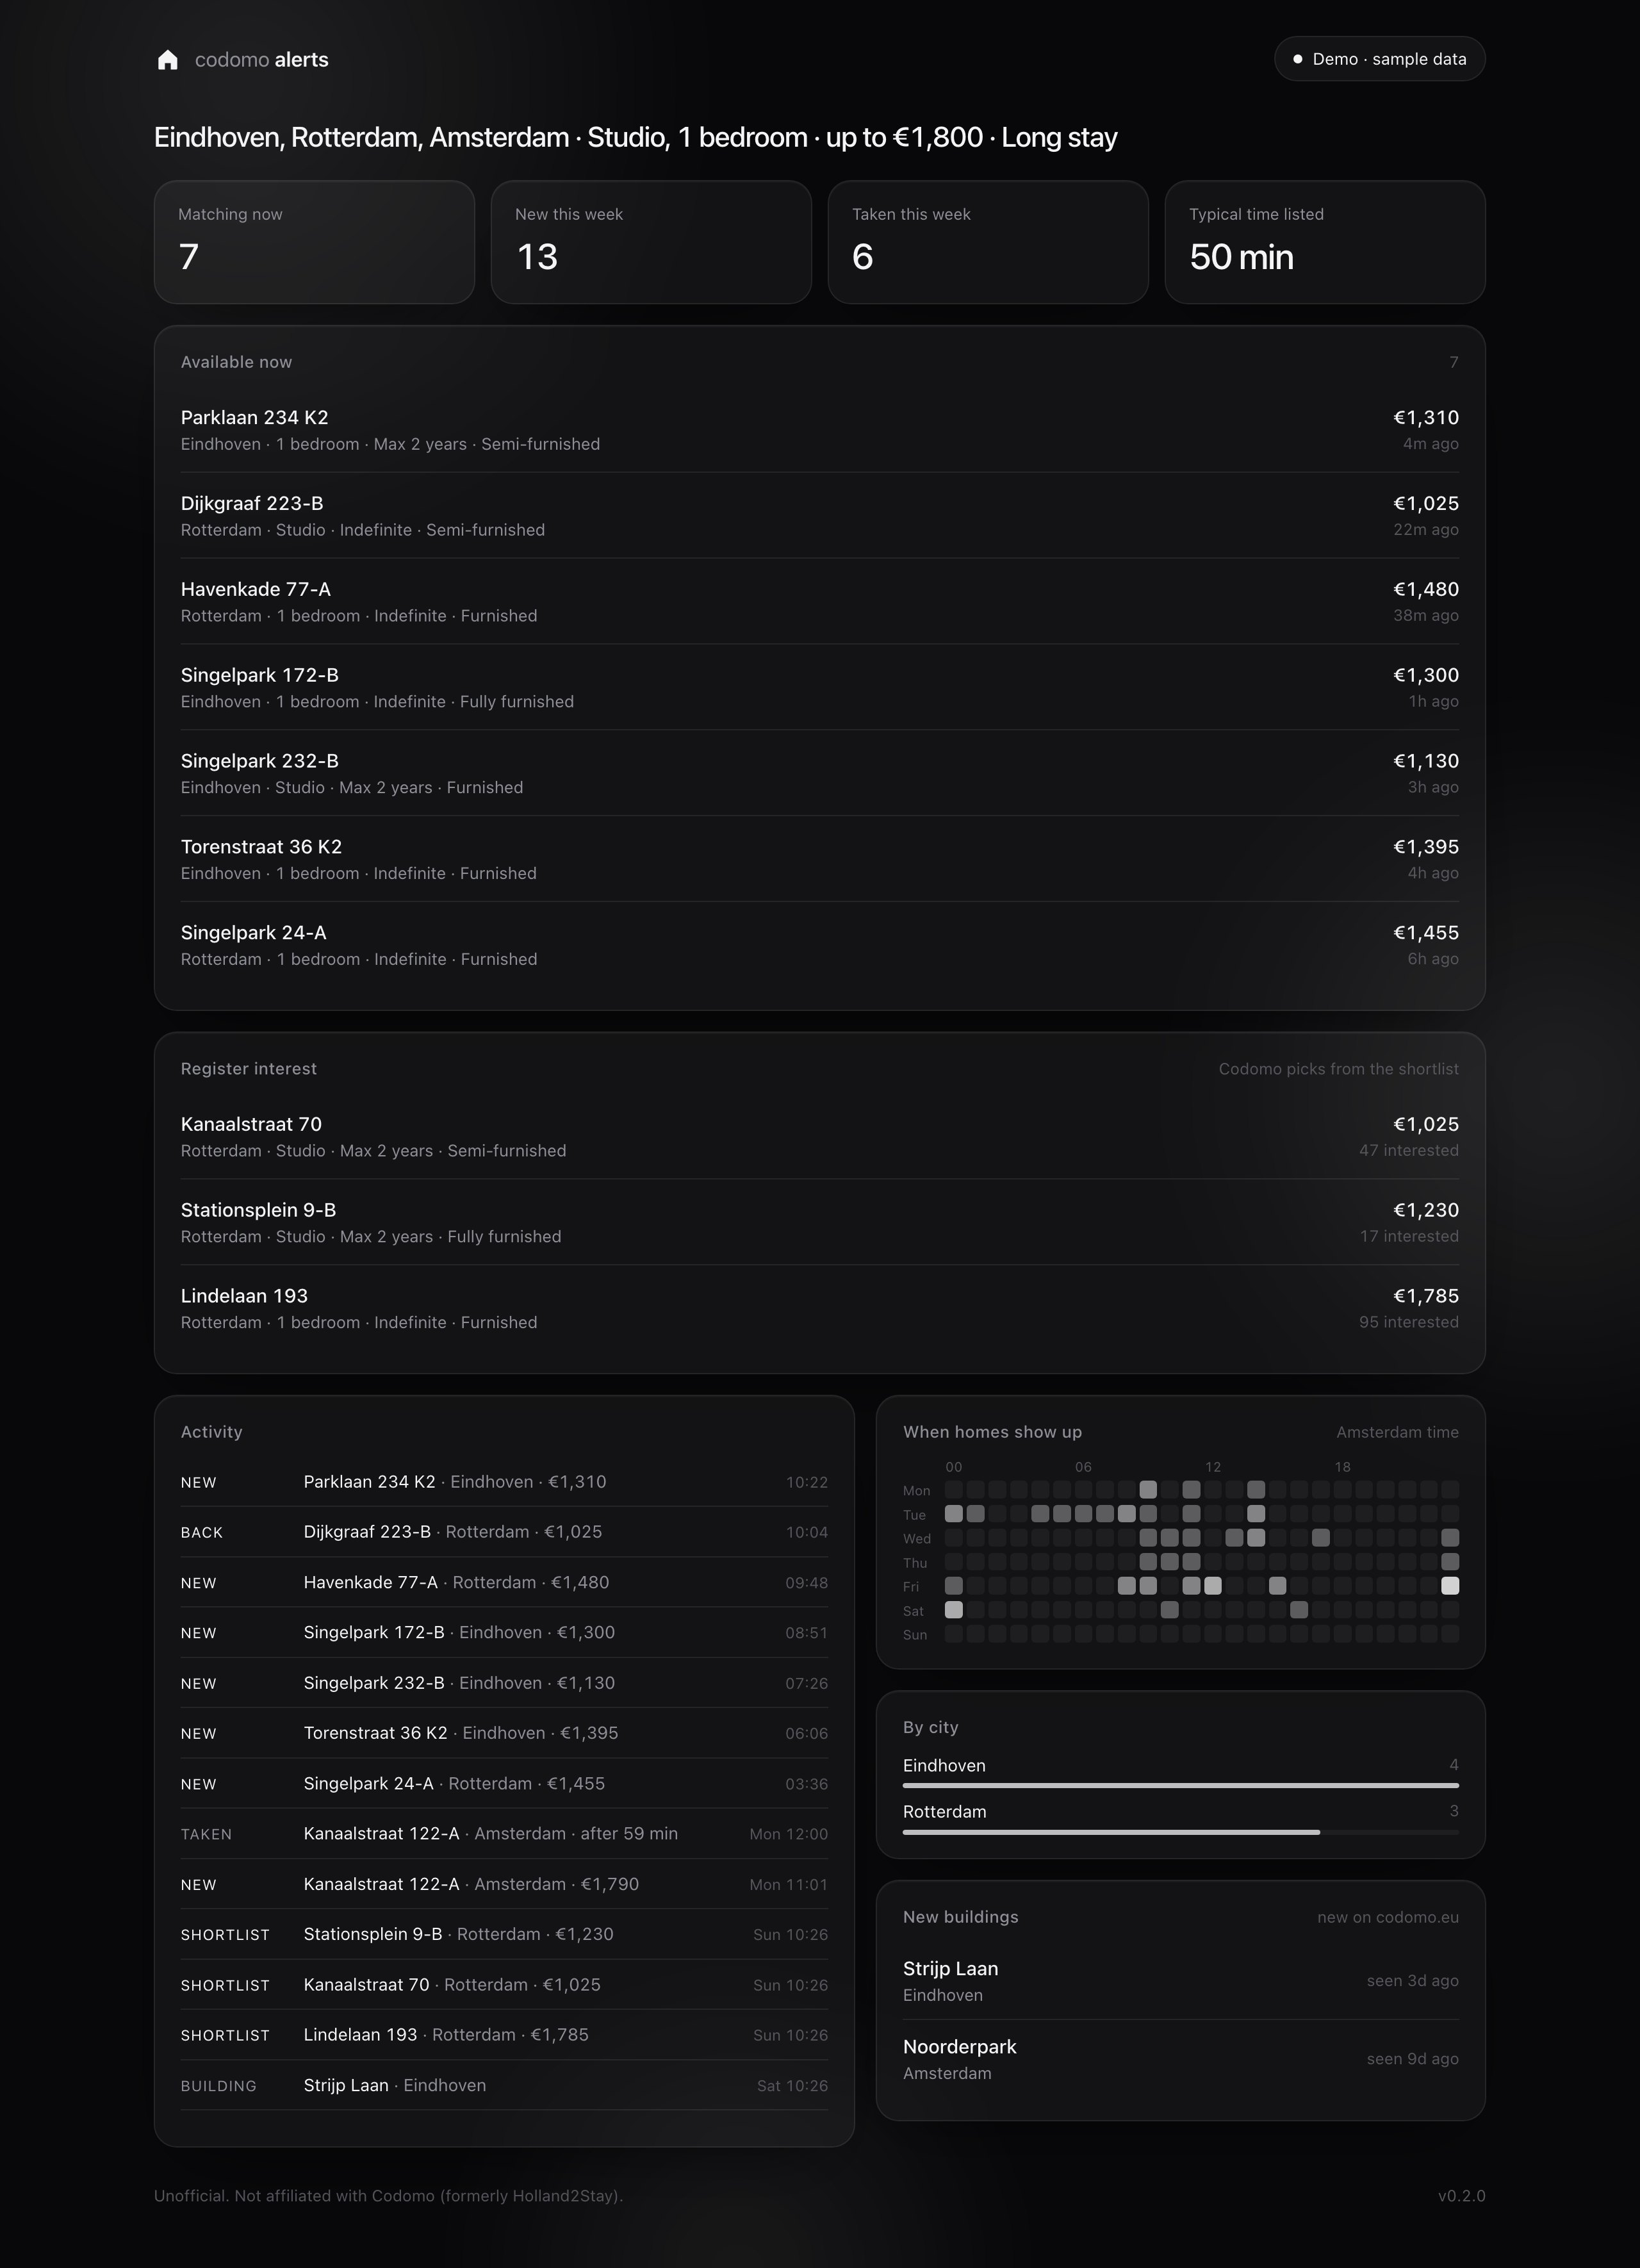 codomo alerts
Demo · sample data
Eindhoven, Rotterdam, Amsterdam · Studio, 1 bedroom · up to €1,800 · Long stay
Matching now
7
New this week
13
Taken this week
6
Typical time listed
50 min
Available now
7
Parklaan 234 K2
€1,310
Eindhoven · 1 bedroom · Max 2 years · Semi-furnished
4m ago
Dijkgraaf 223-B
€1,025
Rotterdam · Studio · Indefinite · Semi-furnished
22m ago
Havenkade 77-A
€1,480
Rotterdam · 1 bedroom · Indefinite · Furnished
38m ago
Singelpark 172-B
€1,300
Eindhoven · 1 bedroom · Indefinite · Fully furnished
1h ago
Singelpark 232-B
€1,130
Eindhoven · Studio · Max 2 years · Furnished
3h ago
Torenstraat 36 K2
€1,395
Eindhoven · 1 bedroom · Indefinite · Furnished
4h ago
Singelpark 24-A
€1,455
Rotterdam · 1 bedroom · Indefinite · Furnished
6h ago
Register interest
Codomo picks from the shortlist
Kanaalstraat 70
€1,025
Rotterdam · Studio · Max 2 years · Semi-furnished
47 interested
Stationsplein 9-B
€1,230
Rotterdam · Studio · Max 2 years · Fully furnished
17 interested
Lindelaan 193
€1,785
Rotterdam · 1 bedroom · Indefinite · Furnished
95 interested
Activity
NEW Parklaan 234 K2 · Eindhoven · €1,310 10:22
BACK Dijkgraaf 223-B · Rotterdam · €1,025 10:04
NEW Havenkade 77-A · Rotterdam · €1,480 09:48
NEW Singelpark 172-B · Eindhoven · €1,300 08:51
NEW Singelpark 232-B · Eindhoven · €1,130 07:26
NEW Torenstraat 36 K2 · Eindhoven · €1,395 06:06
NEW Singelpark 24-A · Rotterdam · €1,455 03:36
TAKEN Kanaalstraat 122-A · Amsterdam · after 59 min Mon 12:00
NEW Kanaalstraat 122-A · Amsterdam · €1,790 Mon 11:01
SHORTLIST Stationsplein 9-B · Rotterdam · €1,230 Sun 10:26
SHORTLIST Kanaalstraat 70 · Rotterdam · €1,025 Sun 10:26
SHORTLIST Lindelaan 193 · Rotterdam · €1,785 Sun 10:26
BUILDING Strijp Laan · Eindhoven Sat 10:26
When homes show up
Amsterdam time
00 06 12 18
Mon
Tue
Wed
Thu
Fri
Sat
Sun
By city
Eindhoven 4
Rotterdam 3
New buildings
new on codomo.eu
Strijp Laan
Eindhoven
seen 3d ago
Noorderpark
Amsterdam
seen 9d ago
Unofficial. Not affiliated with Codomo (formerly Holland2Stay).
v0.2.0